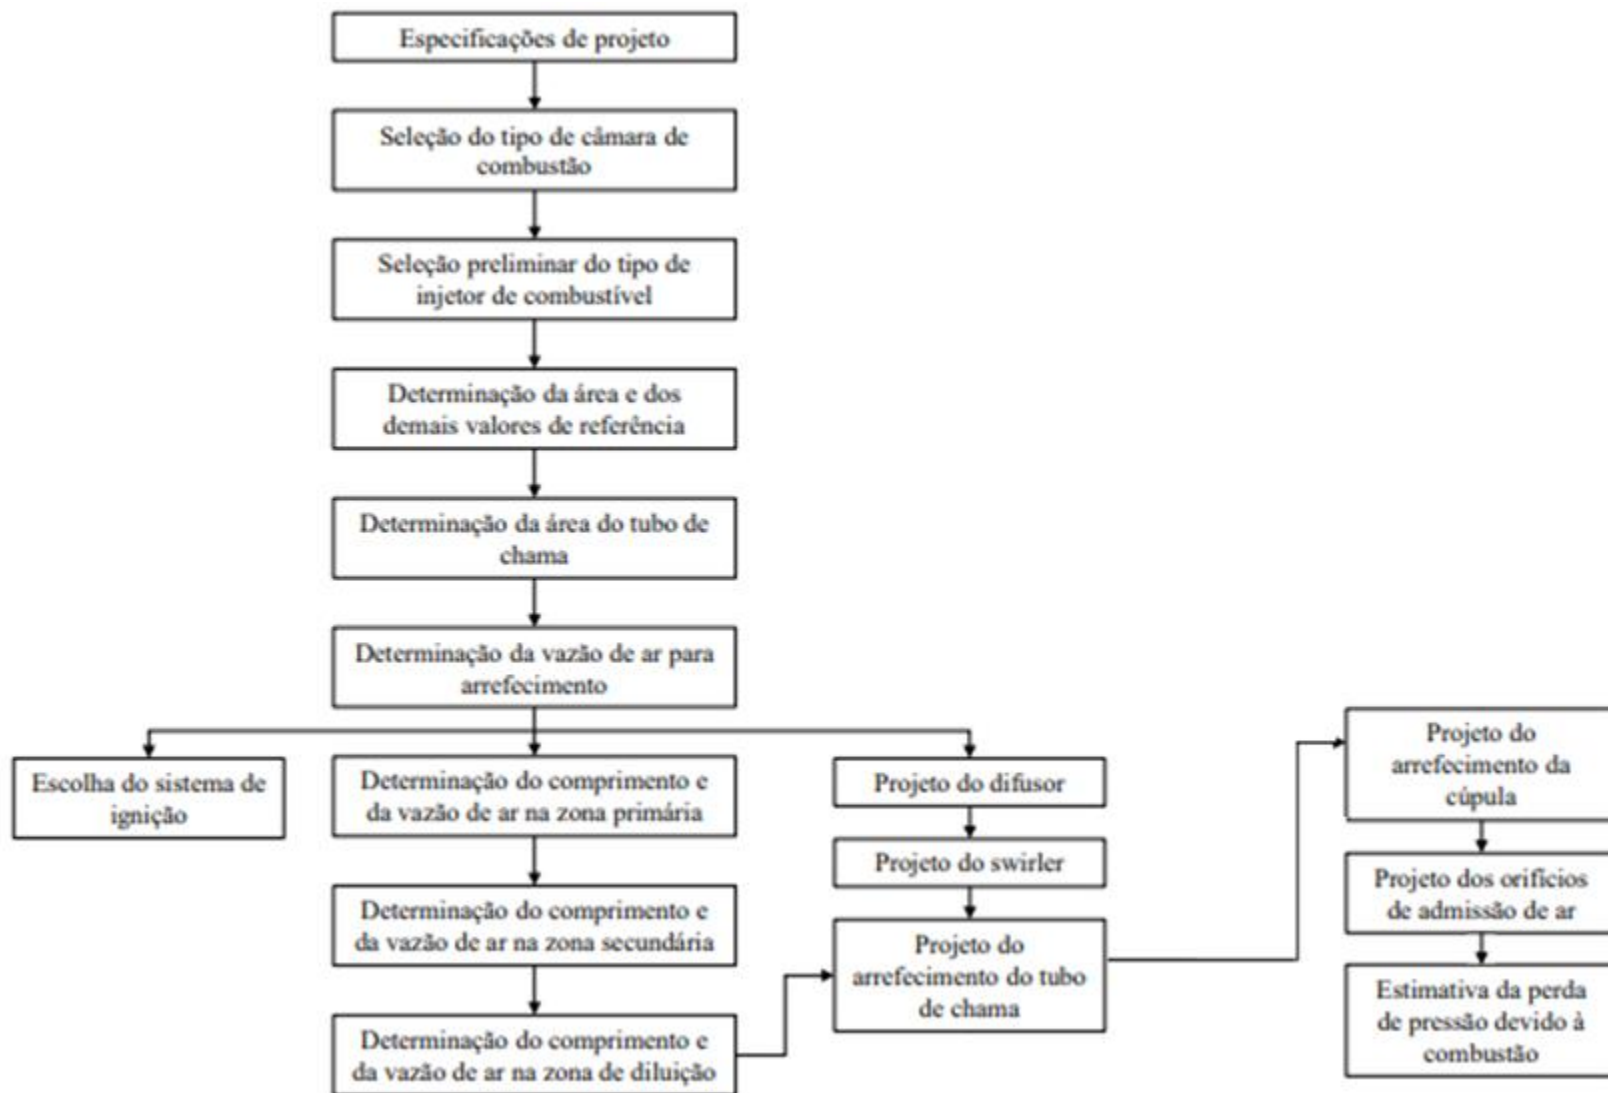 Especificações de projeto
Seleção do tipo de câmara de
combustão
Seleção preliminar do tipo de
injetor de combustível
Determinação da área e dos
demais valores de referência
Determinação da área do tubo de
chama
Determinação da vazão de ar para
arrefecimento
Escolha do sistema de
ignição
Determinação do comprimento e
da vazão de ar na zona primária
Determinação do comprimento e
da vazão de ar na zona secundária
Determinação do comprimento e
da vazão de ar na zona de diluição
Projeto do difusor
Projeto do swirler
Projeto do
arrefecimento do tubo
de chama
Projeto do
arrefecimento da
cúpula
Projeto dos orifícios
de admissão de ar
Estimativa da perda
de pressão devido à
combustão